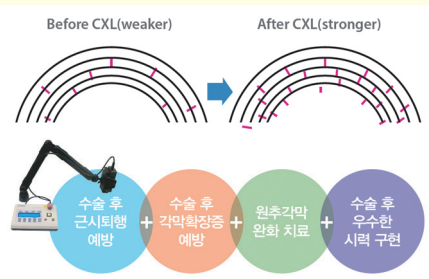 Before CXL(weaker)
After CXL(stronger)
수술 후
근시퇴행
예방
+
수술 후
각막확장증
예방
+
원추각막
완화 치료
+
수술 후
우수한
시력 구현